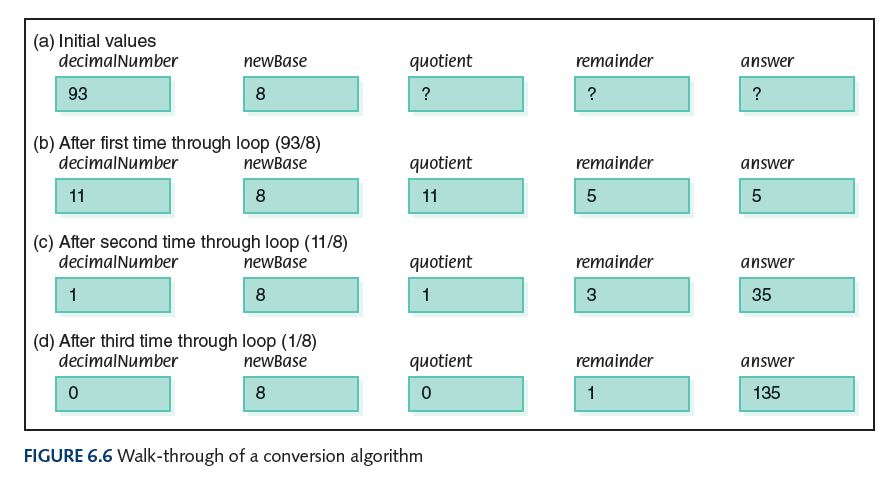 (a) Initial values
decimalNumber newBase quotient remainder answer
93 8 ? ? ?
(b) After first time through loop (93/8)
decimalNumber newBase quotient remainder answer
11 8 11 5 5
(c) After second time through loop (11/8)
decimalNumber newBase quotient remainder answer
1 8 1 3 35
(d) After third time through loop (1/8)
decimalNumber newBase quotient remainder answer
0 8 0 1 135
FIGURE 6.6 Walk-through of a conversion algorithm